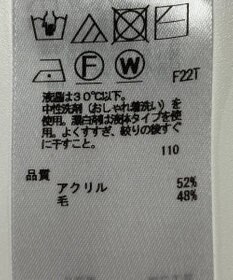 F W
F22T
液温は30℃以下。
中性洗剤(おしゃれ着洗い)を
使用。漂白剤は液体タイプを使
用。よくすすぎ、絞りの後すぐ
に干すこと。
110
品質
アクリル 52%
毛 48%